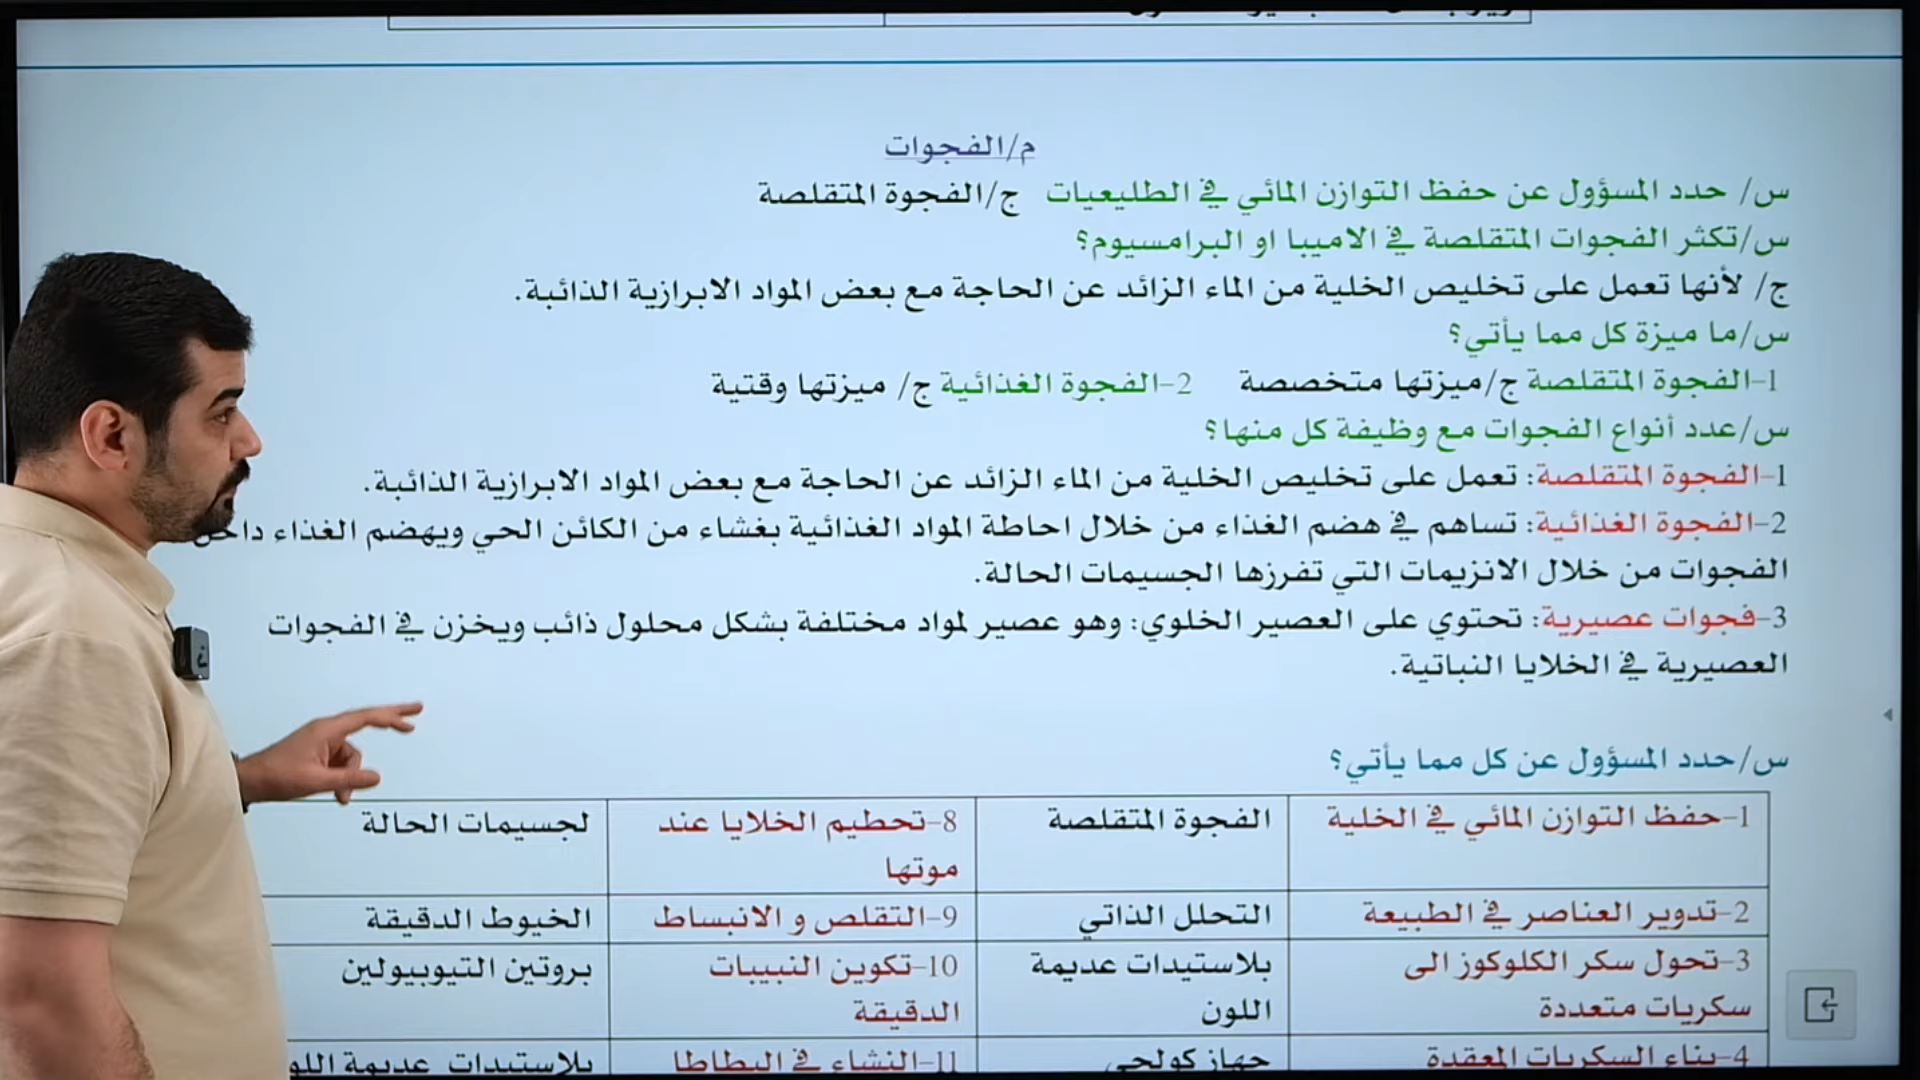 م/الفجوات
س/ حدد المسؤول عن حفظ التوازن المائي في الطليعيات ج/الفجوة المتقلصة
س/تكثر الفجوات المتقلصة في الاميبا او البرامسيوم؟
ج/ لأنها تعمل على تخليص الخلية من الماء الزائد عن الحاجة مع بعض المواد الابرازية الذائبة.
س/ما ميزة كل مما يأتي؟
1-الفجوة المتقلصة ج/ميزتها متخصصة 2-الفجوة الغذائية ج/ ميزتها وقتية
س/عدد أنواع الفجوات مع وظيفة كل منها؟
1-الفجوة المتقلصة: تعمل على تخليص الخلية من الماء الزائد عن الحاجة مع بعض المواد الابرازية الذائبة.
2-الفجوة الغذائية: تساهم في هضم الغذاء من خلال احاطة المواد الغذائية بغشاء من الكائن الحي ويهضم الغذاء
الفجوات من خلال الانزيمات التي تفرزها الجسيمات الحالة.
3-فجوات عصيرية: تحتوي على العصير الخلوي: وهو عصير لمواد مختلفة بشكل محلول ذائب ويخزن في الفجوات
العصيرية في الخلايا النباتية.
س/حدد المسؤول عن كل مما يأتي؟
1-حفظ التوازن المائي في الخلية الفجوة المتقلصة 8-تحطيم الخلايا عند لجسيمات الحالة
موتها
2-تدوير العناصر في الطبيعة التحلل الذاتي 9-التقلص و الانبساط الخيوط الدقيقة
3-تحول سكر الكلوكوز الى بلاستيدات عديمة 10-تكوين النبيبات بروتين التيوبيولين
سكريات متعددة اللون الدقيقة
4-بناء السكريات المعقدة جهاز كولجي 11-النشاء في البطاطا بلاستيدات عديمة